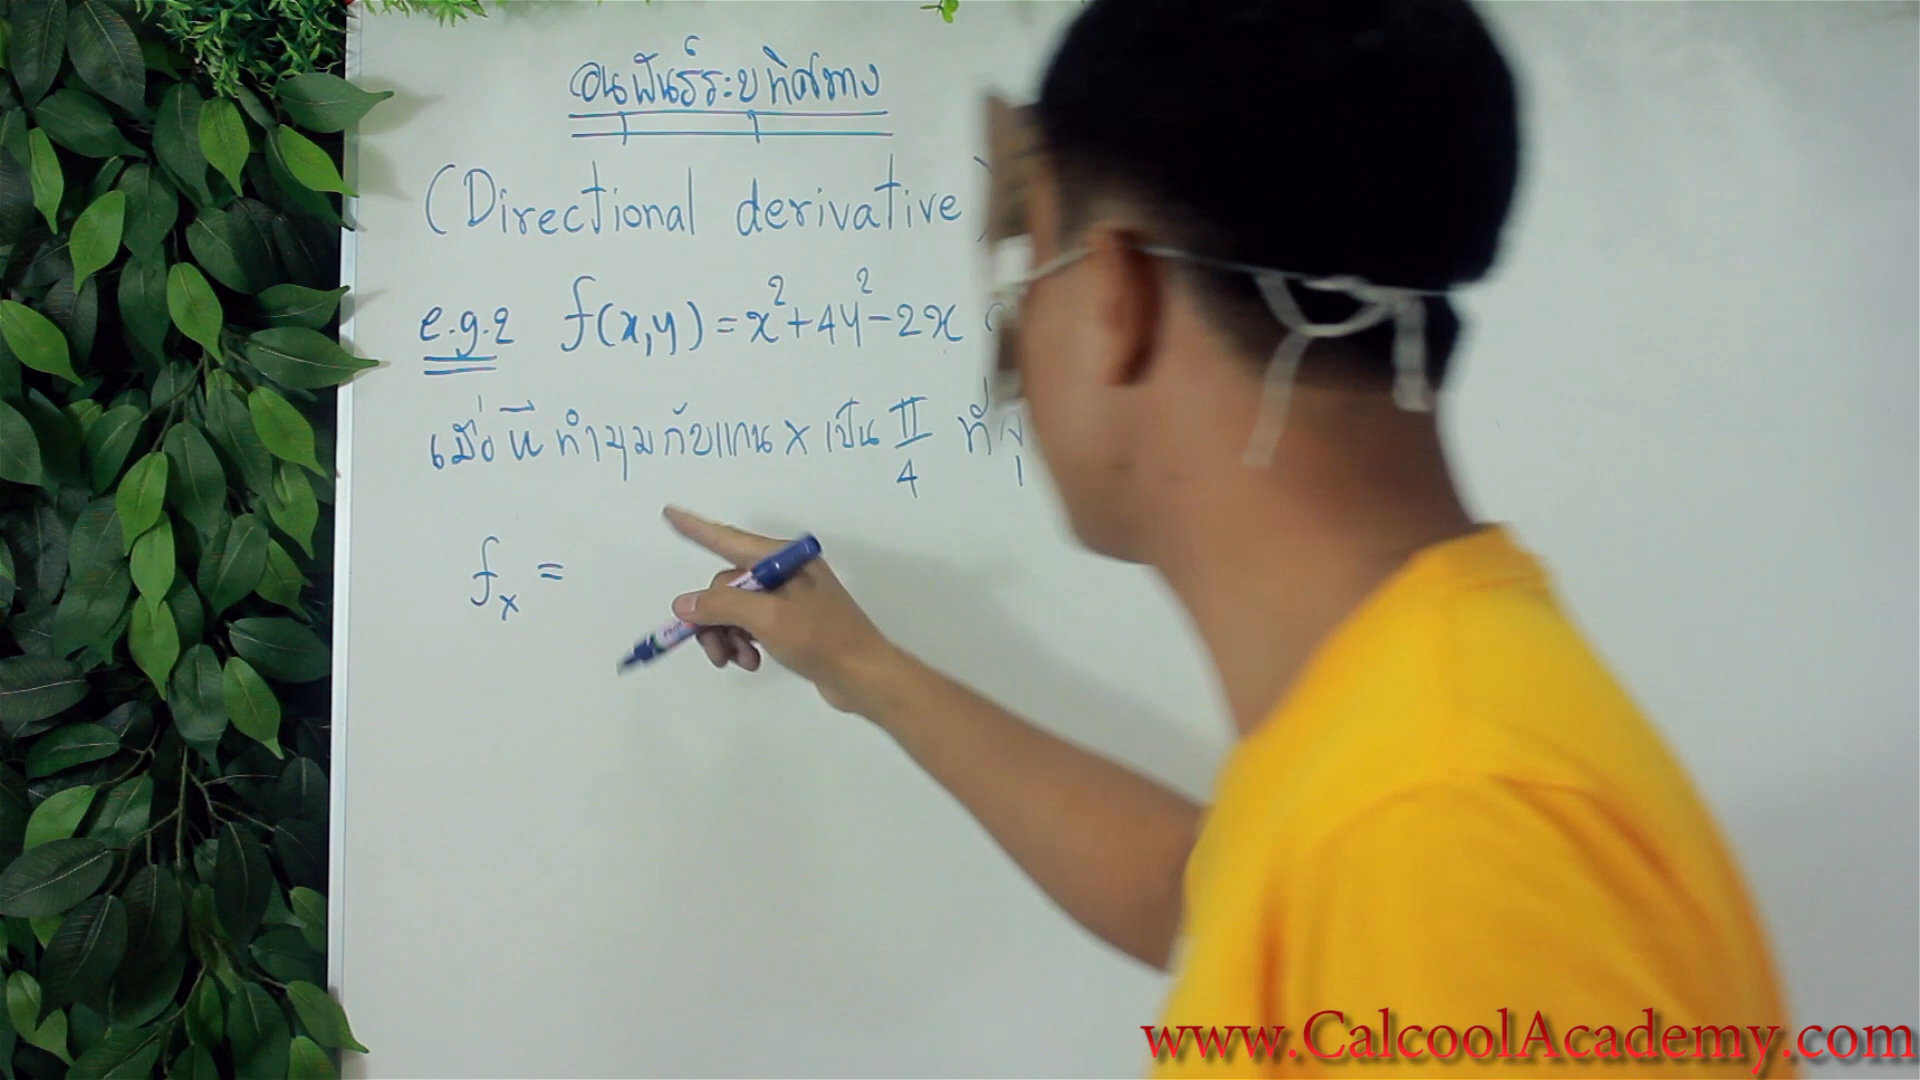 อนุพันธ์ระบุทิศทาง
(Directional derivative)
e.g.2 f(x,y) = x²+4y²-2x
เมื่อ u⃗ ทำมุมกับแกน x เป็น π/4 ที่
fₓ =
www.CalcoolAcademy.com